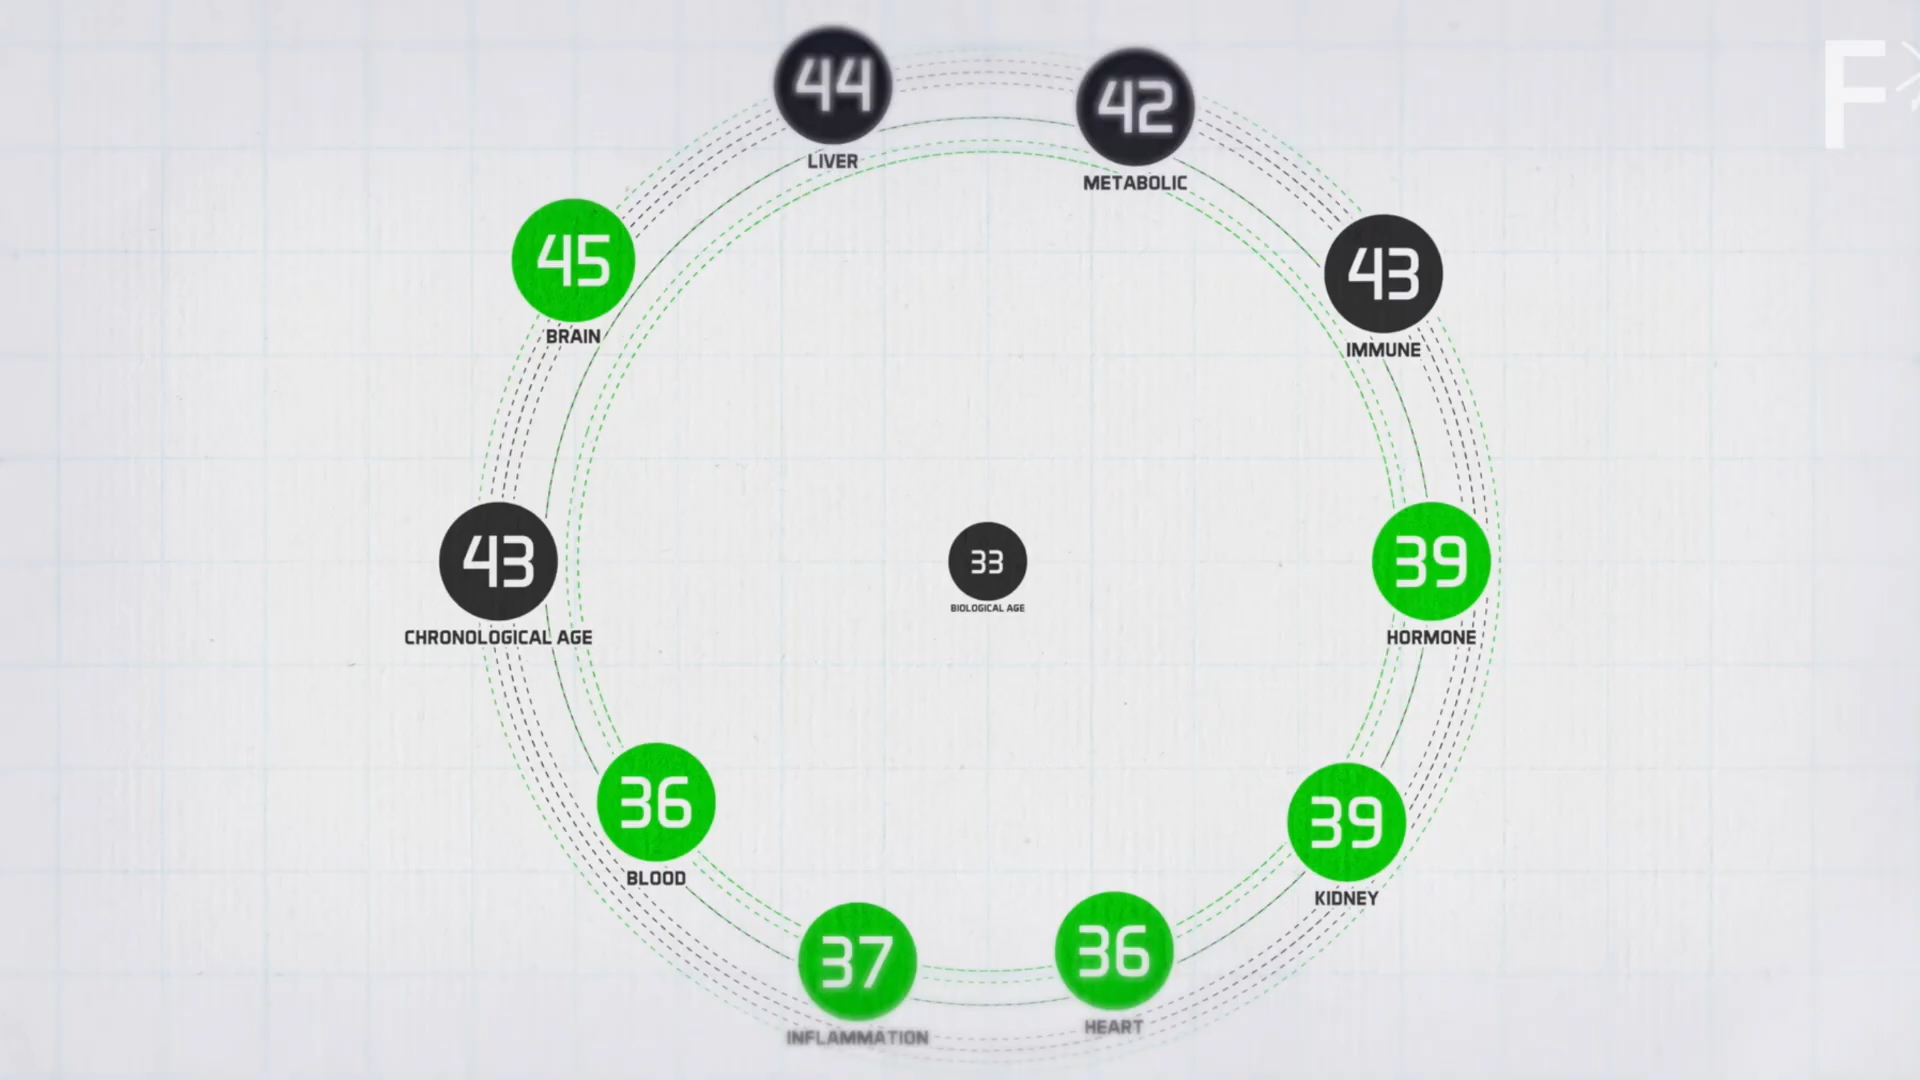 44
LIVER
42
METABOLIC
F
45
BRAIN
43
IMMUNE
43
CHRONOLOGICAL AGE
33
BIOLOGICAL AGE
39
HORMONE
36
BLOOD
39
KIDNEY
37
INFLAMMATION
36
HEART